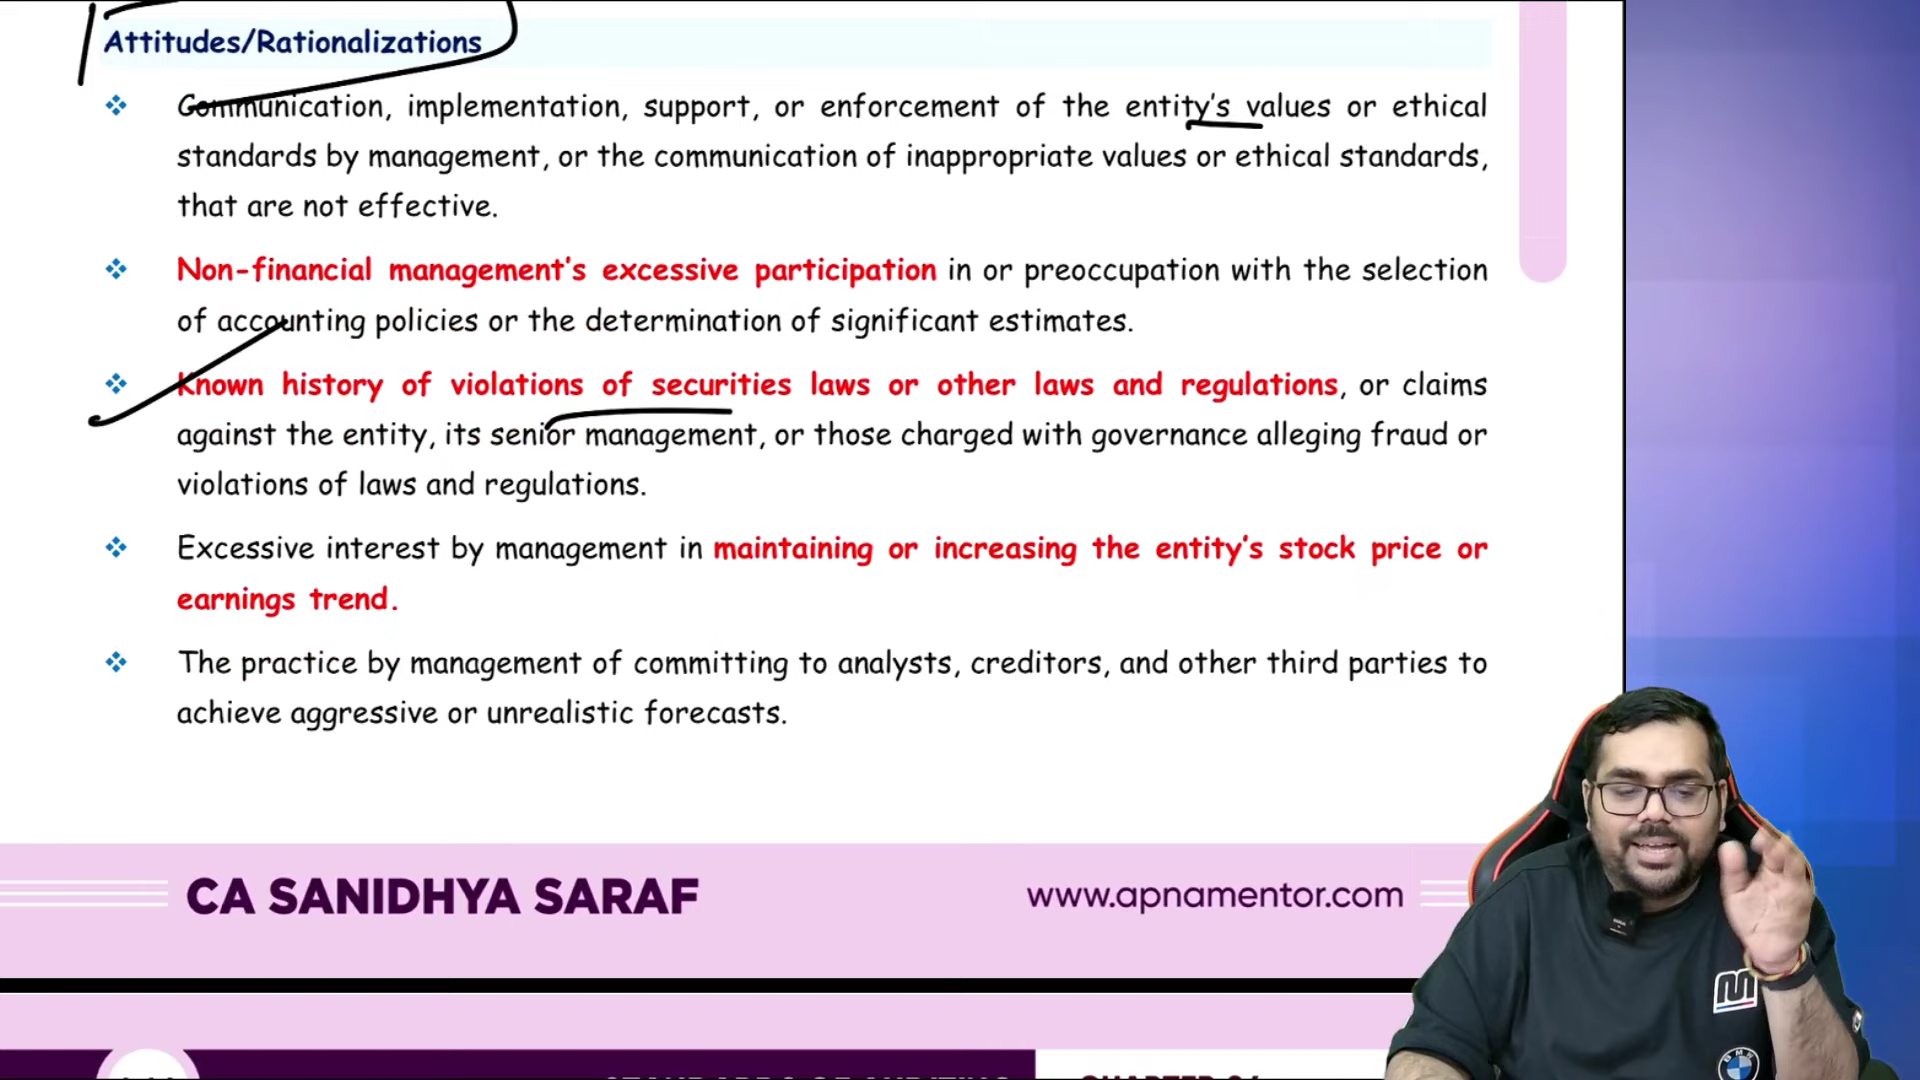 Attitudes/Rationalizations
Communication, implementation, support, or enforcement of the entity's values or ethical
standards by management, or the communication of inappropriate values or ethical standards,
that are not effective.
Non-financial management's excessive participation in or preoccupation with the selection
of accounting policies or the determination of significant estimates.
Known history of violations of securities laws or other laws and regulations, or claims
against the entity, its senior management, or those charged with governance alleging fraud or
violations of laws and regulations.
Excessive interest by management in maintaining or increasing the entity's stock price or
earnings trend.
The practice by management of committing to analysts, creditors, and other third parties to
achieve aggressive or unrealistic forecasts.
CA SANIDHYA SARAF
www.apnamentor.com
M
BMW